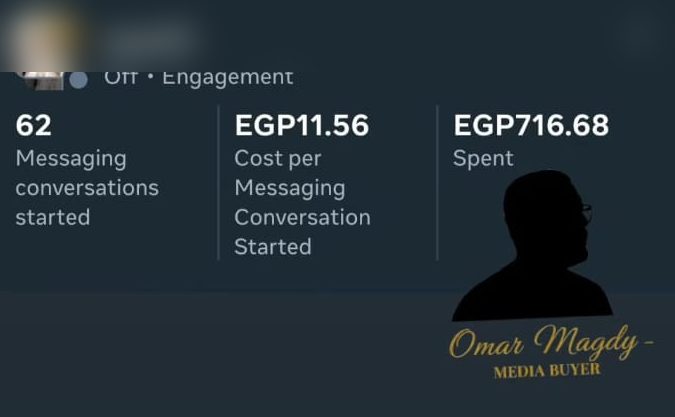 Off • Engagement
62
Messaging
conversations
started
EGP11.56
Cost per
Messaging
Conversation
Started
EGP716.68
Spent
Omar Magdy -
MEDIA BUYER